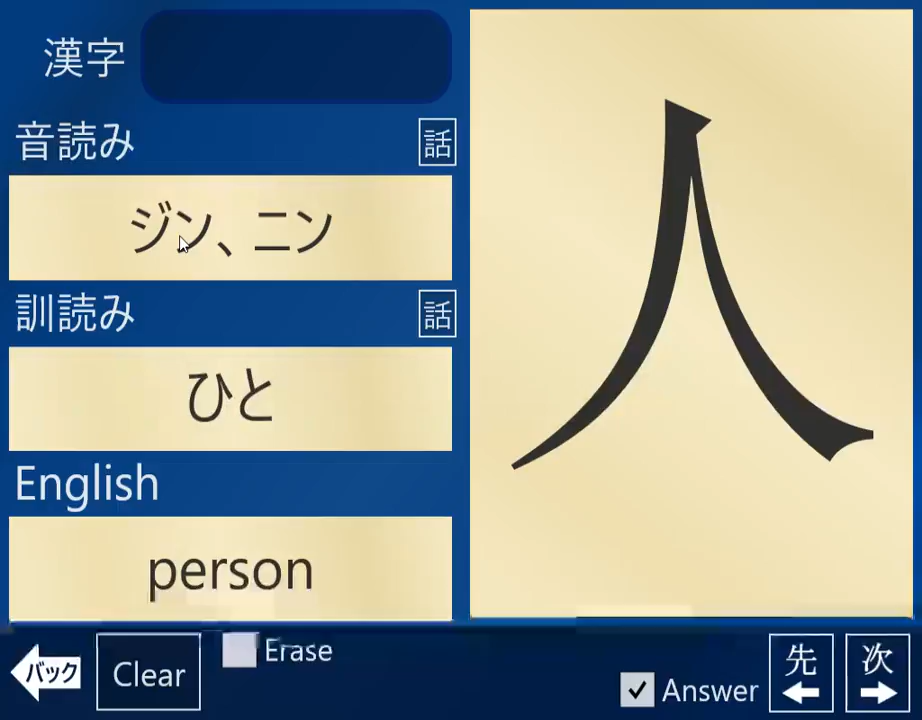 漢字
音読み
話
ジン、ニン
訓読み
話
ひと
English
person
人
バック
Clear
Erase
Answer
先
次